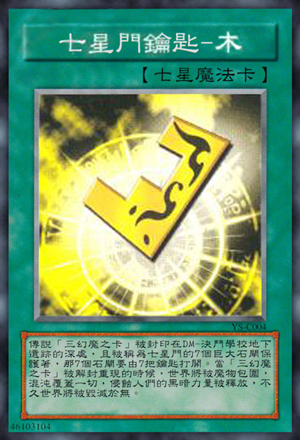 七星門鑰匙-木
【七星魔法卡】
YS-C004
傳說「三幻魔之卡」被封EP在DM-決鬥學校地下
遺跡的深處，且被稱為七星門的7個巨大石閘保
護著，那7個石閘要由7把鑰匙打開。當「三幻魔
之卡」被解封重現的時候，世界將被魔物包圍，
混沌覆蓋一切，侵蝕人們的黑暗力量被釋放，不
久世界將被毀滅於無。
46103104